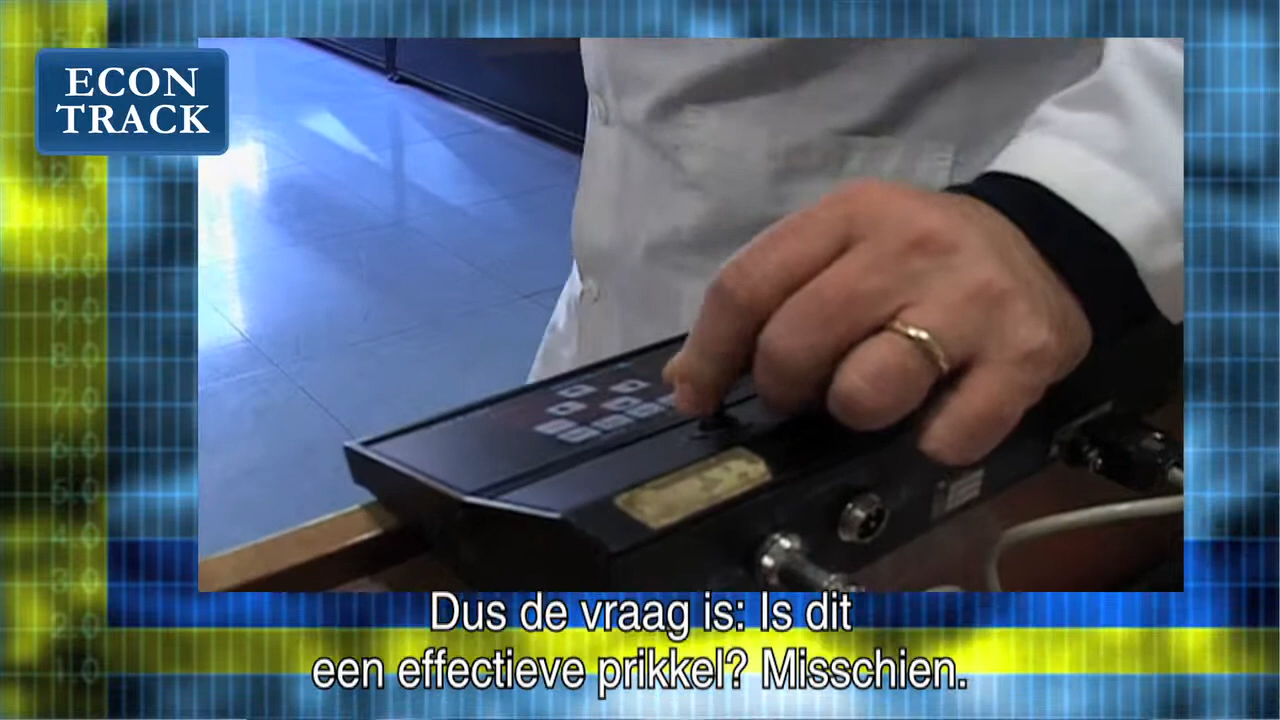 ECON
TRACK
Dus de vraag is: Is dit
een effectieve prikkel? Misschien.